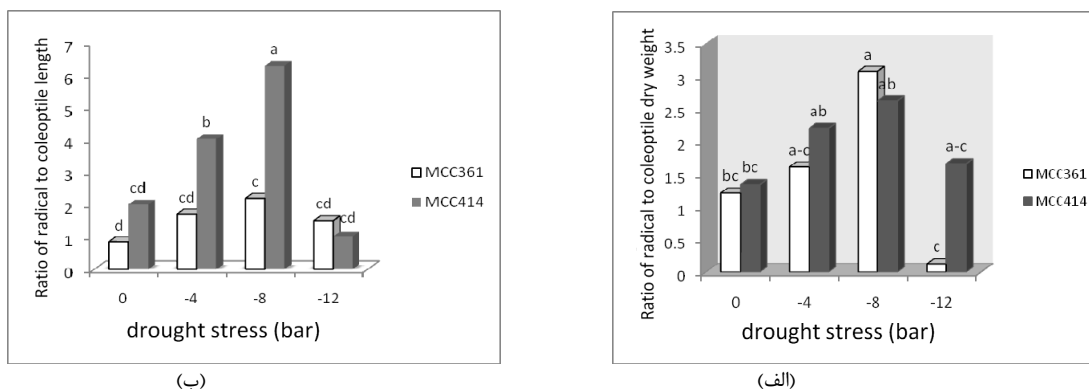 Ratio of radical to coleoptile length
7
6
5
4
3
2
1
0
d
cd
cd
b
c
a
cd
cd
0
-4
-8
-12
drought stress (bar)
MCC361
MCC414
(ب)
Ratio of radical to coleoptile dry weight
3.5
3
2.5
2
1.5
1
0.5
0
bc
bc
a-c
ab
a
ab
c
a-c
0
-4
-8
-12
drought stress (bar)
MCC361
MCC414
(الف)